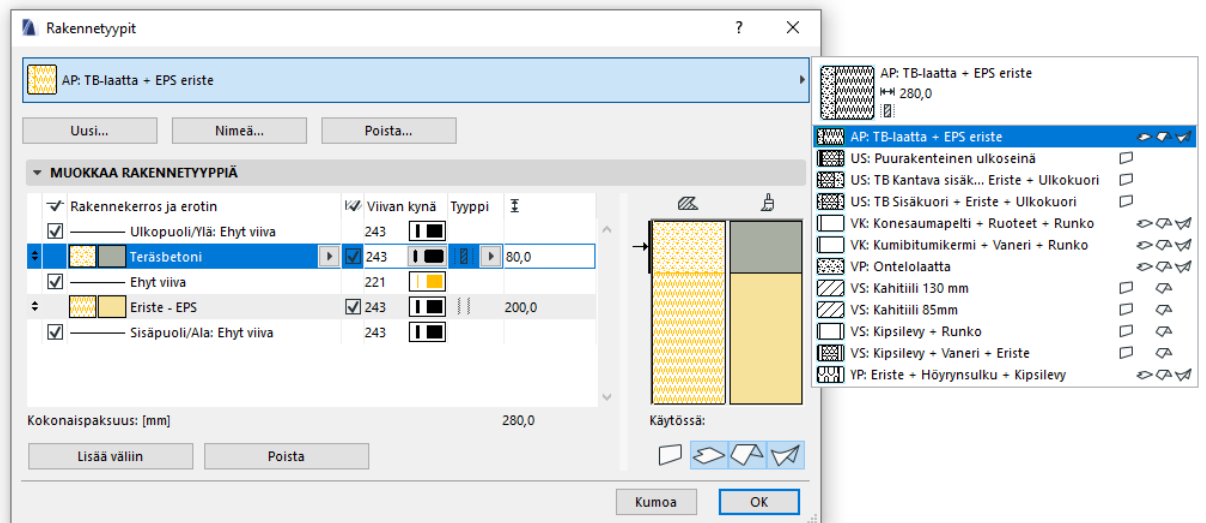 Rakennetyypit
?
AP: TB-laatta + EPS eriste
Uusi...
Nimeä...
Poista...
MUOKKAA RAKENNETYYPPIÄ
Rakennekerros ja erotin
Viivan kynä
Tyyppi
Ulkopuoli/Ylä: Ehyt viiva 243
Teräsbetoni 243 80,0
Ehyt viiva 221
Eriste - EPS 243 200,0
Sisäpuoli/Ala: Ehyt viiva 243
Kokonaispaksuus: [mm] 280,0
Lisää väliin
Poista
Käytössä:
Kumoa
OK
AP: TB-laatta + EPS eriste
280,0
AP: TB-laatta + EPS eriste
US: Puurakenteinen ulkoseinä
US: TB Kantava sisäk... Eriste + Ulkokuori
US: TB Sisäkuori + Eriste + Ulkokuori
VK: Konesaumapelti + Ruoteet + Runko
VK: Kumibitumikermi + Vaneri + Runko
VP: Ontelolaatta
VS: Kahitiili 130 mm
VS: Kahitiili 85mm
VS: Kipsilevy + Runko
VS: Kipsilevy + Vaneri + Eriste
YP: Eriste + Höyrynsulku + Kipsilevy